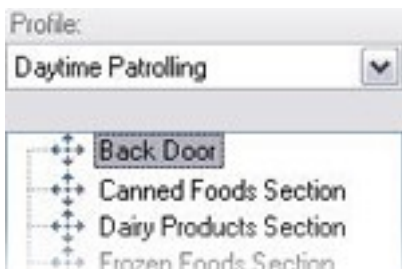 Profile:
Daytime Patrolling
Back Door
Canned Foods Section
Dairy Products Section
Frozen Foods Section